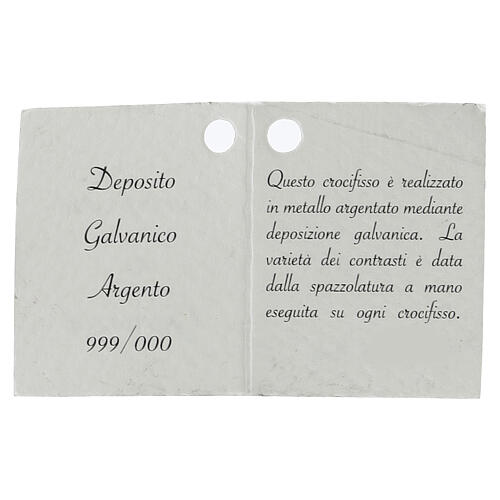 Deposito
Galvanico
Argento
999/000
Questo crocifisso è realizzato
in metallo argentato mediante
deposizione galvanica. La
varietà dei contrasti è data
dalla spazzolatura a mano
eseguita su ogni crocifisso.